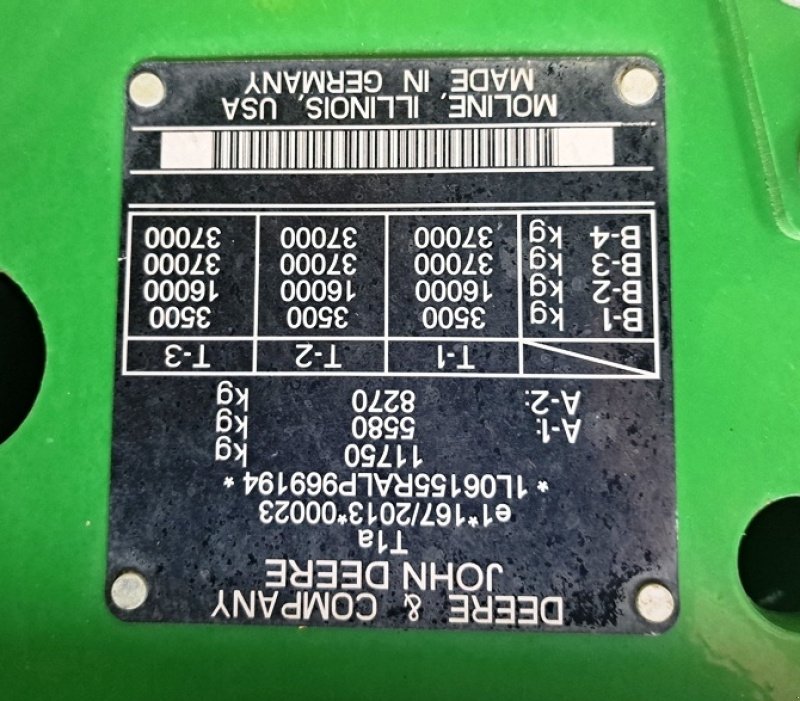 DEERE & COMPANY
JOHN DEERE
T1a
e1*167/2013*00023
* 1L06155RALP969194 *
11750 kg
A-1: 5580 kg
A-2: 8270 kg
T-1 T-2 T-3
B-1 kg 3500 3500 3500
B-2 kg 16000 16000 16000
B-3 kg 37000 37000 37000
B-4 kg 37000 37000 37000
MOLINE, ILLINOIS, USA
MADE IN GERMANY